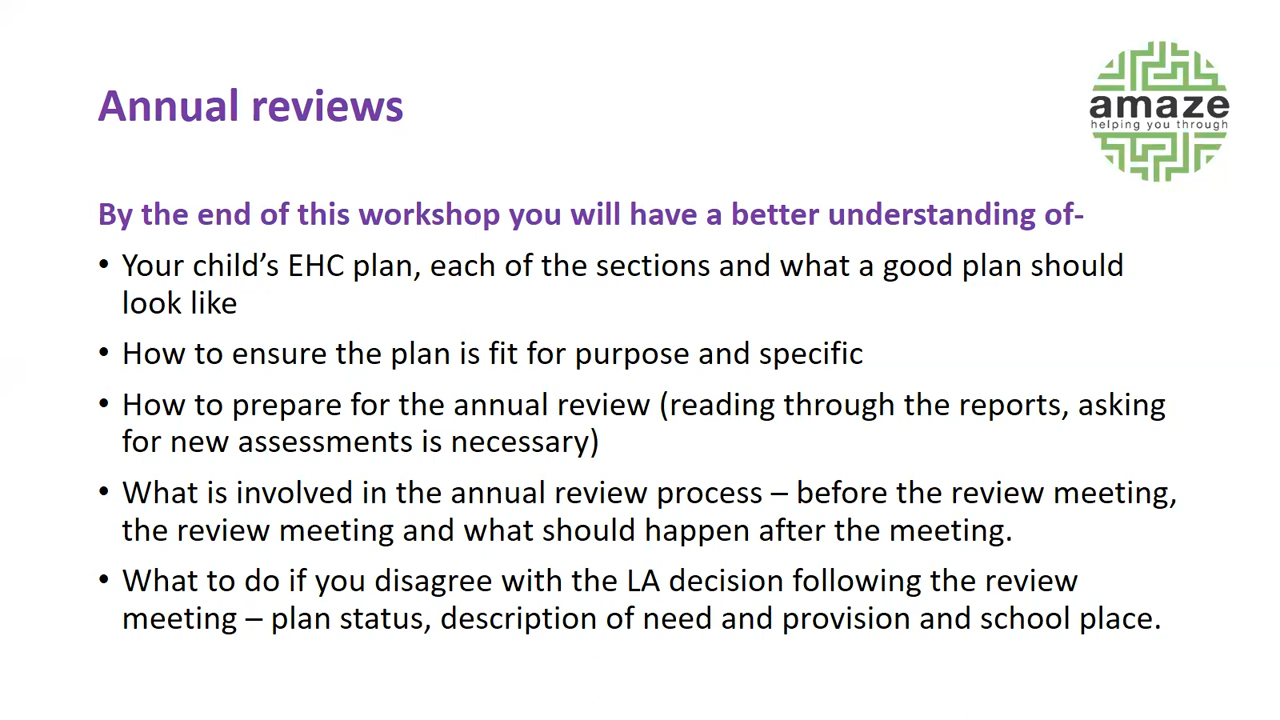 Annual reviews
amaze
helping you through
By the end of this workshop you will have a better understanding of-
• Your child’s EHC plan, each of the sections and what a good plan should
look like
• How to ensure the plan is fit for purpose and specific
• How to prepare for the annual review (reading through the reports, asking
for new assessments is necessary)
• What is involved in the annual review process – before the review meeting,
the review meeting and what should happen after the meeting.
• What to do if you disagree with the LA decision following the review
meeting – plan status, description of need and provision and school place.